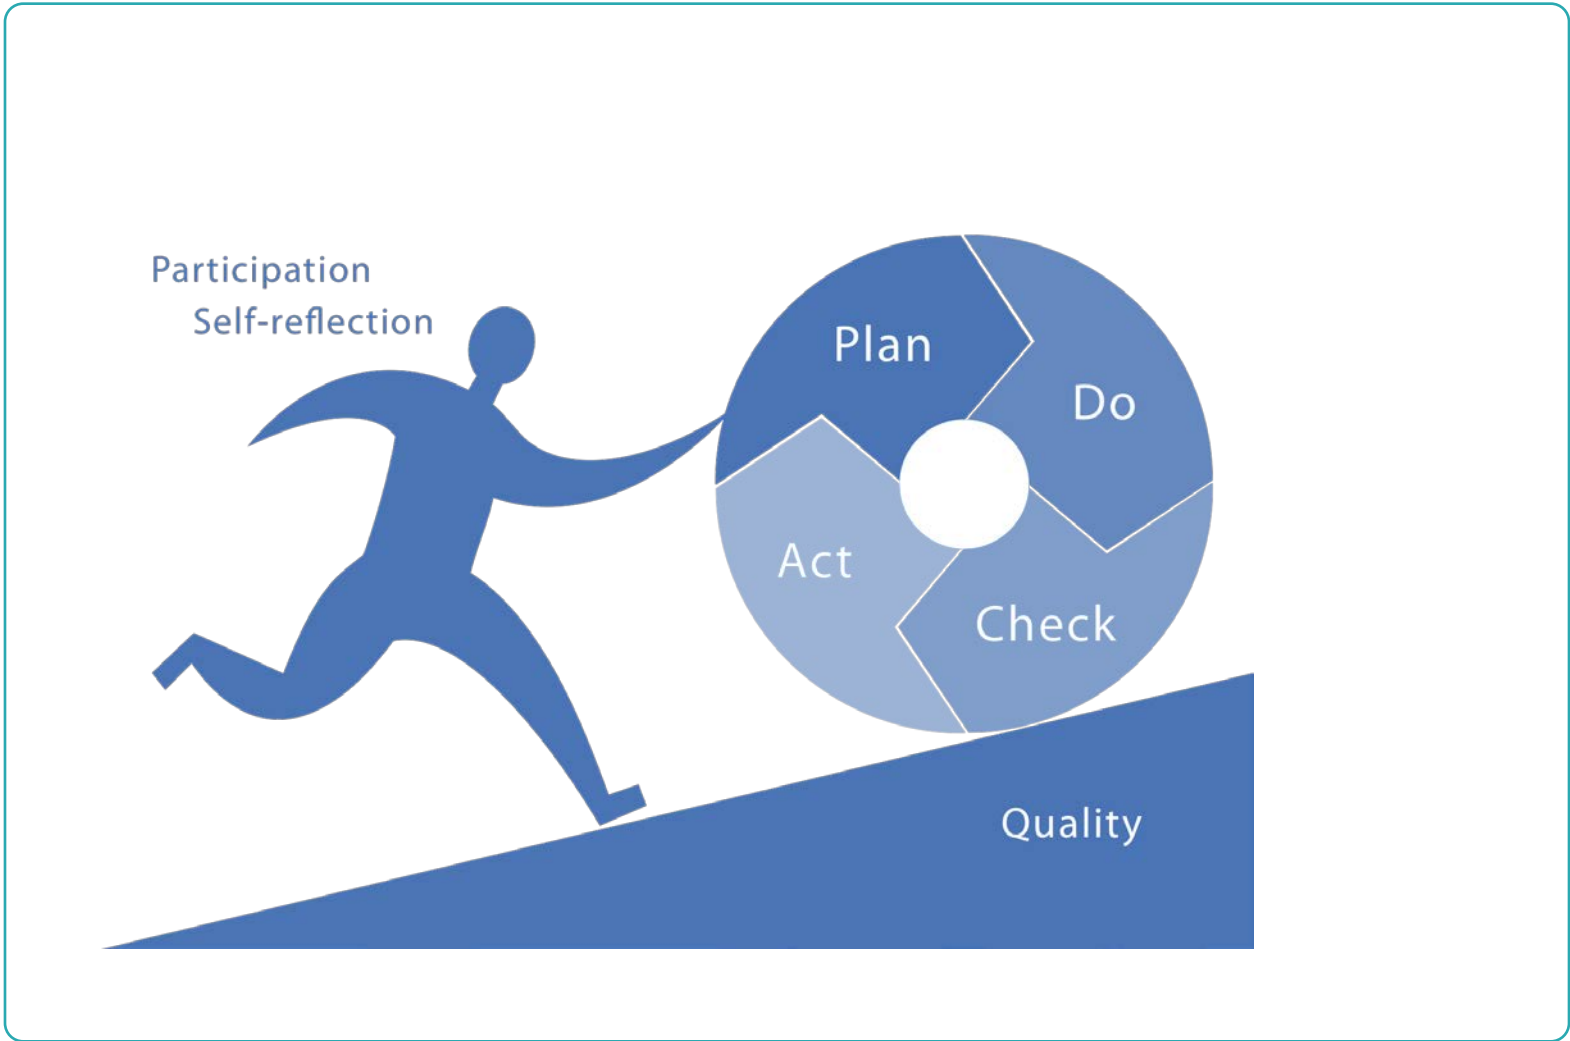 Participation
Self-reflection
Plan
Do
Check
Act
Quality